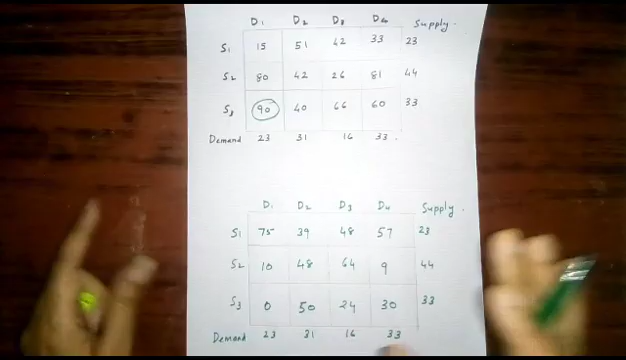 D1 D2 D3 D4 Supply.
S1 15 51 42 33 23
S2 80 42 26 81 44
S3 90 40 66 60 33
Demand 23 31 16 33.
D1 D2 D3 D4 Supply.
S1 75 39 48 57 23
S2 10 48 64 9 44
S3 0 50 24 30 33
Demand 23 31 16 33